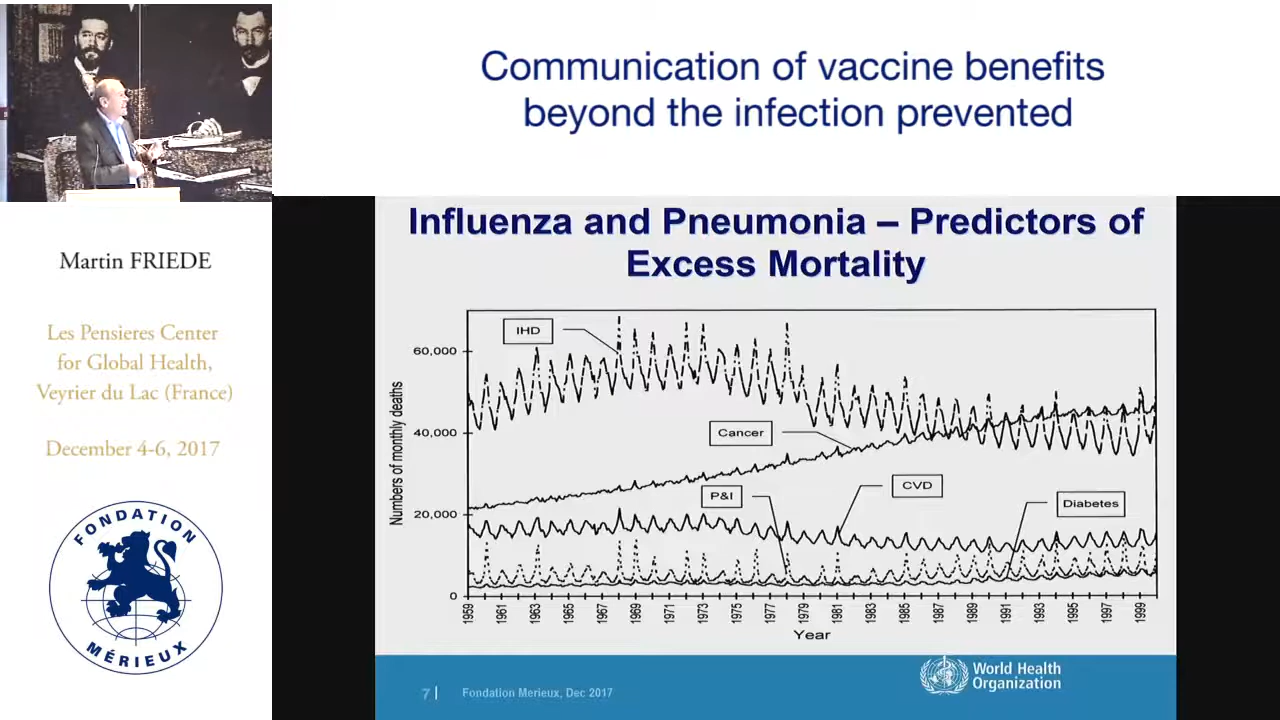 Communication of vaccine benefits
beyond the infection prevented
Martin FRIEDE
Les Pensieres Center
for Global Health,
Veyrier du Lac (France)
December 4-6, 2017
FONDATION
MÉRIEUX
Influenza and Pneumonia – Predictors of
Excess Mortality
Numbers of monthly deaths
60,000
40,000
20,000
0
IHD
Cancer
P&I
CVD
Diabetes
1959 1961 1963 1965 1967 1969 1971 1973 1975 1977 1979 1981 1983 1985 1987 1989 1991 1993 1995 1997 1999
Year
7 | Fondation Merieux, Dec 2017
World Health
Organization